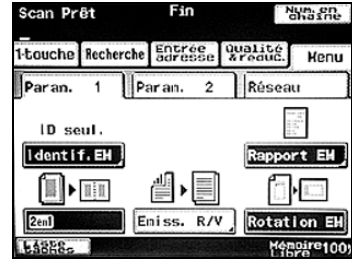 Scan Prêt Fin Num. en chaîne
1-touche Recherche Entrée adresse Qualité & réduc. Menu
Param. 1 Param. 2 Réseau
ID seul.
Identif.EM Rapport EM
2en1 Emiss. R/V Rotation EM
Liste tâches Mémoire Libre 100%